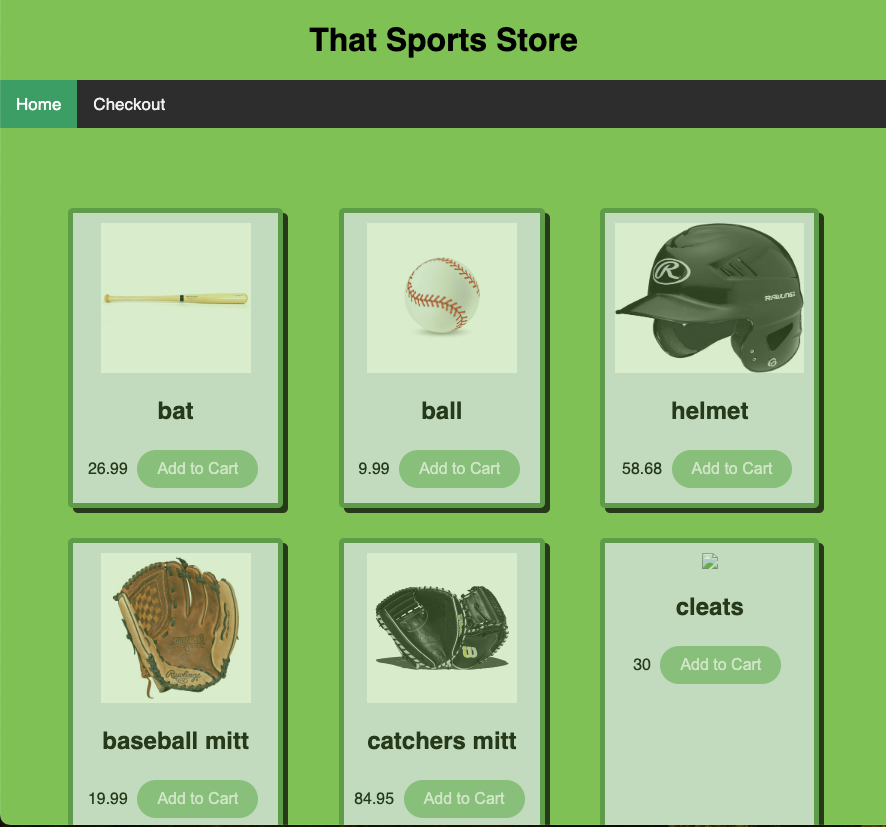 That Sports Store
Home Checkout
R
RAWLINGS
bat
ball
helmet
26.99 Add to Cart
9.99 Add to Cart
58.68 Add to Cart
W
baseball mitt
catchers mitt
cleats
30 Add to Cart
19.99 Add to Cart
84.95 Add to Cart